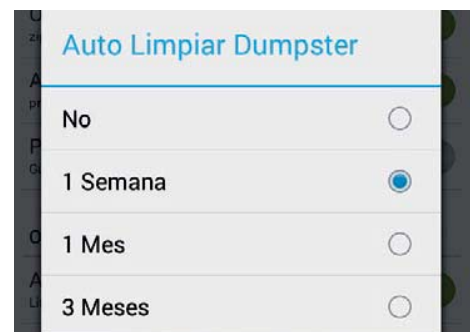 Auto Limpiar Dumpster
No
1 Semana
1 Mes
3 Meses